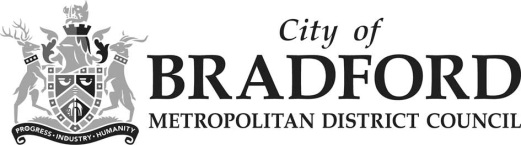 City of
BRADFORD
METROPOLITAN DISTRICT COUNCIL
PROGRESS · INDUSTRY · HUMANITY